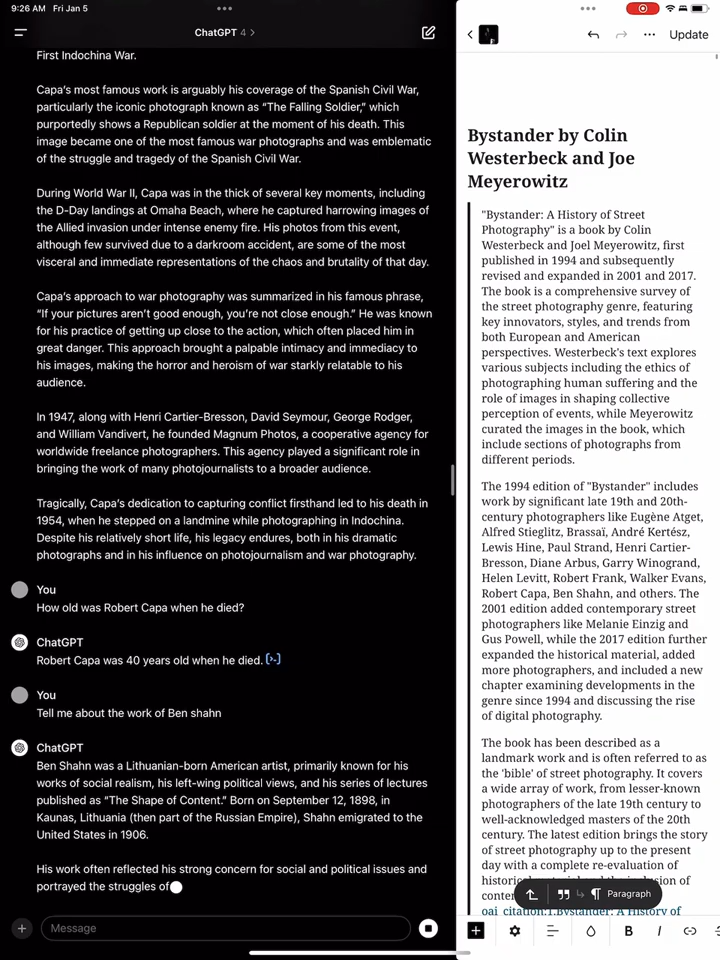 9:26 AM Fri Jan 5
ChatGPT 4 >
First Indochina War.
Capa's most famous work is arguably his coverage of the Spanish Civil War,
particularly the iconic photograph known as "The Falling Soldier," which
purportedly shows a Republican soldier at the moment of his death. This
image became one of the most famous war photographs and was emblematic
of the struggle and tragedy of the Spanish Civil War.
During World War II, Capa was in the thick of several key moments, including
the D-Day landings at Omaha Beach, where he captured harrowing images of
the Allied invasion under intense enemy fire. His photos from this event,
although few survived due to a darkroom accident, are some of the most
visceral and immediate representations of the chaos and brutality of that day.
Capa's approach to war photography was summarized in his famous phrase,
"If your pictures aren't good enough, you're not close enough." He was known
for his practice of getting up close to the action, which often placed him in
great danger. This approach brought a palpable intimacy and immediacy to
his images, making the horror and heroism of war starkly relatable to his
audience.
In 1947, along with Henri Cartier-Bresson, David Seymour, George Rodger,
and William Vandivert, he founded Magnum Photos, a cooperative agency for
worldwide freelance photographers. This agency played a significant role in
bringing the work of many photojournalists to a broader audience.
Tragically, Capa's dedication to capturing conflict firsthand led to his death in
1954, when he stepped on a landmine while photographing in Indochina.
Despite his relatively short life, his legacy endures, both in his dramatic
photographs and in his influence on photojournalism and war photography.
You
How old was Robert Capa when he died?
ChatGPT
Robert Capa was 40 years old when he died. [>-]
You
Tell me about the work of Ben shahn
ChatGPT
Ben Shahn was a Lithuanian-born American artist, primarily known for his
works of social realism, his left-wing political views, and his series of lectures
published as "The Shape of Content." Born on September 12, 1898, in
Kaunas, Lithuania (then part of the Russian Empire), Shahn emigrated to the
United States in 1906.
His work often reflected his strong concern for social and political issues and
portrayed the struggles of
Message
Update
Bystander by Colin
Westerbeck and Joe
Meyerowitz
"Bystander: A History of Street
Photography" is a book by Colin
Westerbeck and Joel Meyerowitz, first
published in 1994 and subsequently
revised and expanded in 2001 and 2017.
The book is a comprehensive survey of
the street photography genre, featuring
key innovators, styles, and trends from
both European and American
perspectives. Westerbeck's text explores
various subjects including the ethics of
photographing human suffering and the
role of images in shaping collective
perception of events, while Meyerowitz
curated the images in the book, which
include sections of photographs from
different periods.
The 1994 edition of "Bystander" includes
work by significant late 19th and 20th-
century photographers like Eugène Atget,
Alfred Stieglitz, Brassaï, André Kertész,
Lewis Hine, Paul Strand, Henri Cartier-
Bresson, Diane Arbus, Garry Winogrand,
Helen Levitt, Robert Frank, Walker Evans,
Robert Capa, Ben Shahn, and others. The
2001 edition added contemporary street
photographers like Melanie Einzig and
Gus Powell, while the 2017 edition further
expanded the historical material, added
more photographers, and included a new
chapter examining developments in the
genre since 1994 and discussing the rise
of digital photography.
The book has been described as a
landmark work and is often referred to as
the 'bible' of street photography. It covers
a wide array of work, from lesser-known
photographers of the late 19th century to
well-acknowledged masters of the 20th
century. The latest edition brings the story
of street photography up to the present
day with a complete re-evaluation of
Paragraph
oai_citation:1,Bystander: A History of
B I